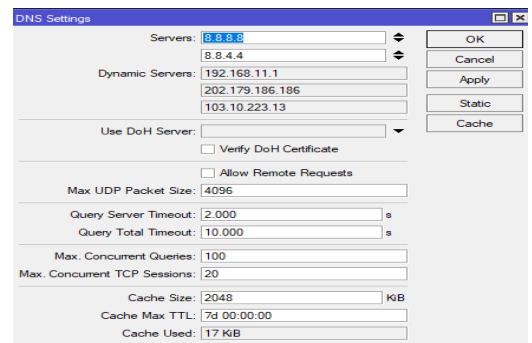 DNS Settings
Servers: 8.8.8.8
8.8.4.4
Dynamic Servers: 192.168.11.1
202.179.186.186
103.10.223.13
Use DoH Server:
Verify DoH Certificate
Allow Remote Requests
Max UDP Packet Size: 4096
Query Server Timeout: 2.000 s
Query Total Timeout: 10.000 s
Max. Concurrent Queries: 100
Max. Concurrent TCP Sessions: 20
Cache Size: 2048 KiB
Cache Max TTL: 7d 00:00:00
Cache Used: 17 KiB
OK
Cancel
Apply
Static
Cache